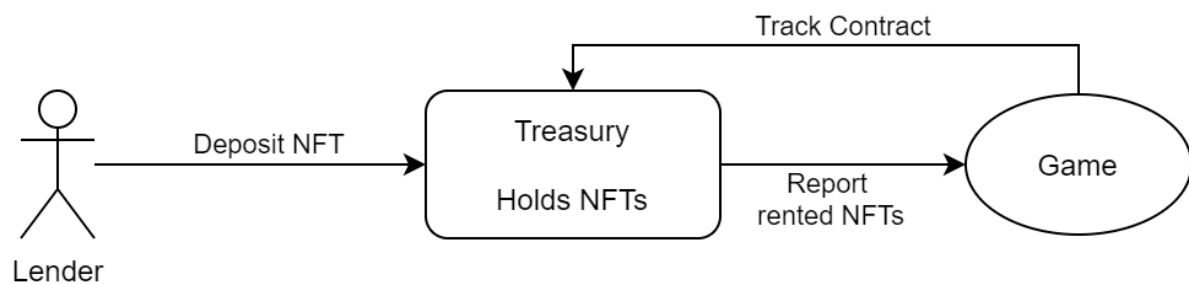 Track Contract
Deposit NFT
Treasury
Holds NFTs
Report
rented NFTs
Game
Lender